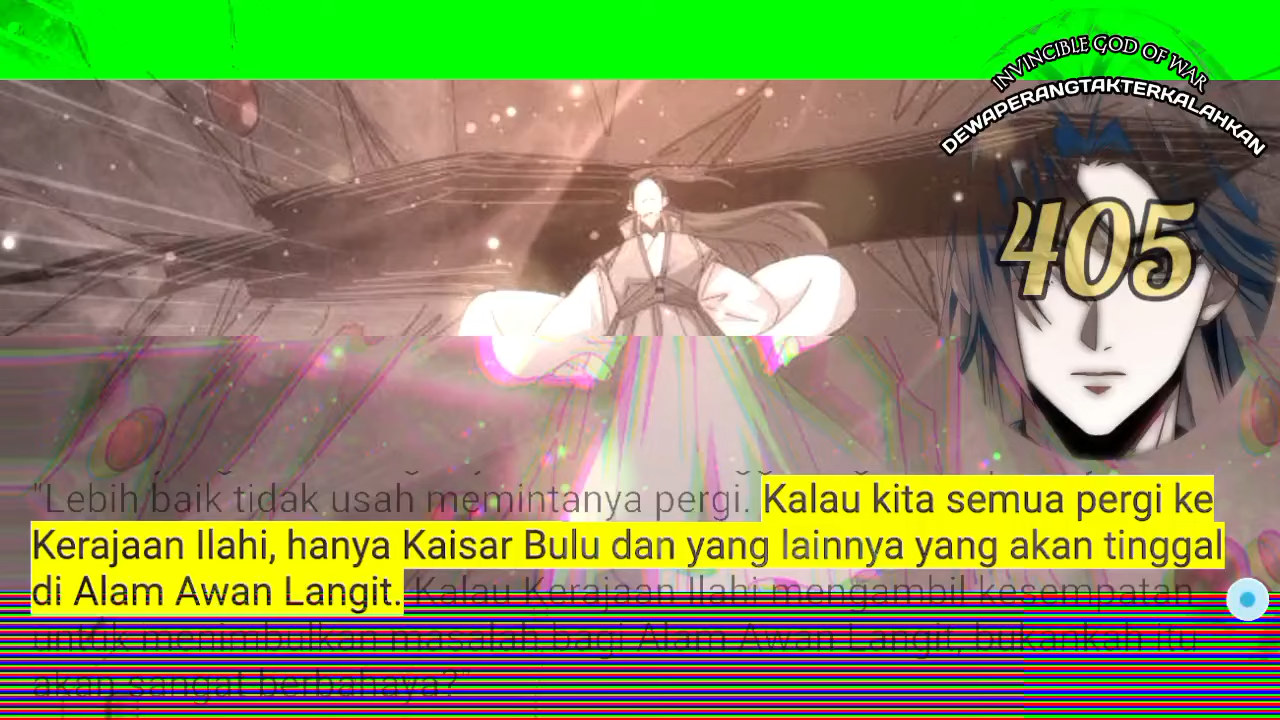 INVINCIBLE GOD OF WAR
DEWAPERANGTAKTERKALAHKAN
405
"Lebih baik tidak usah memintanya pergi. Kalau kita semua pergi ke
Kerajaan Ilahi, hanya Kaisar Bulu dan yang lainnya yang akan tinggal
di Alam Awan Langit. Kalau Kerajaan Ilahi mengambil kesempatan
untuk menimbulkan masalah bagi Alam Awan Langit, bukankah itu
akan sangat berbahaya?"